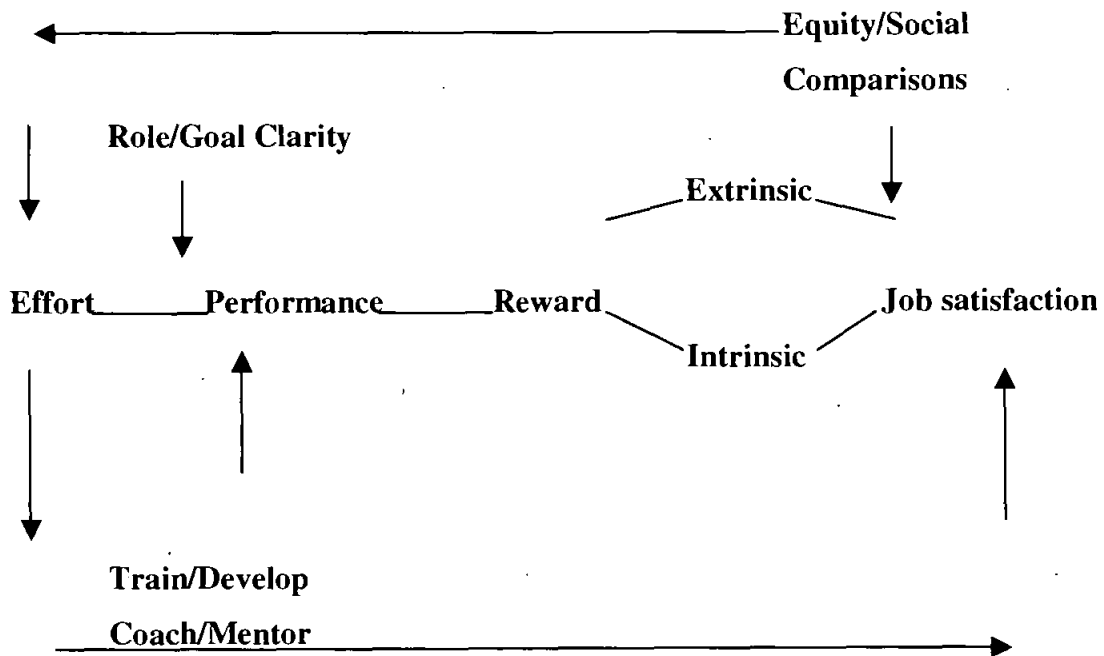 Equity/Social
Comparisons
Role/Goal Clarity
Extrinsic
Effort Performance Reward Job satisfaction
Intrinsic
Train/Develop
Coach/Mentor